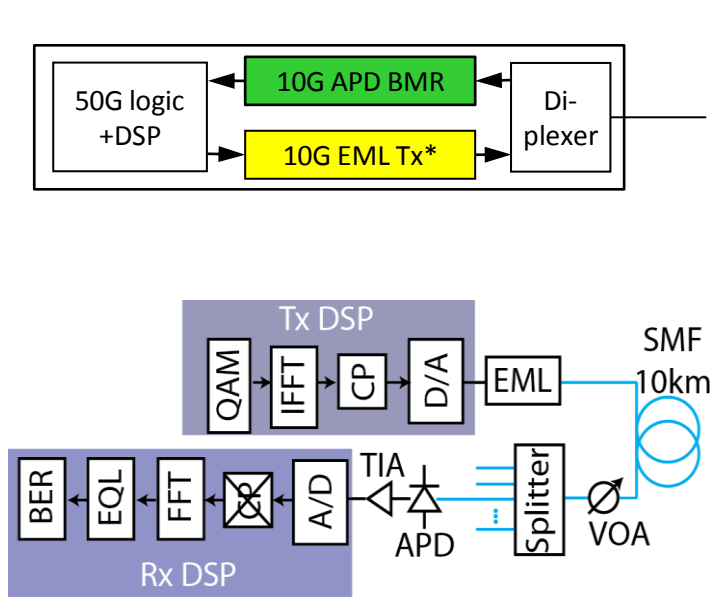 10G APD BMR
50G logic
+DSP
Di-
plexer
10G EML Tx*
Tx DSP
SMF
10km
QAM
IFFT
CP
D/A
EML
BER
EQL
FFT
CP
A/D
TIA
APD
Splitter
VOA
Rx DSP